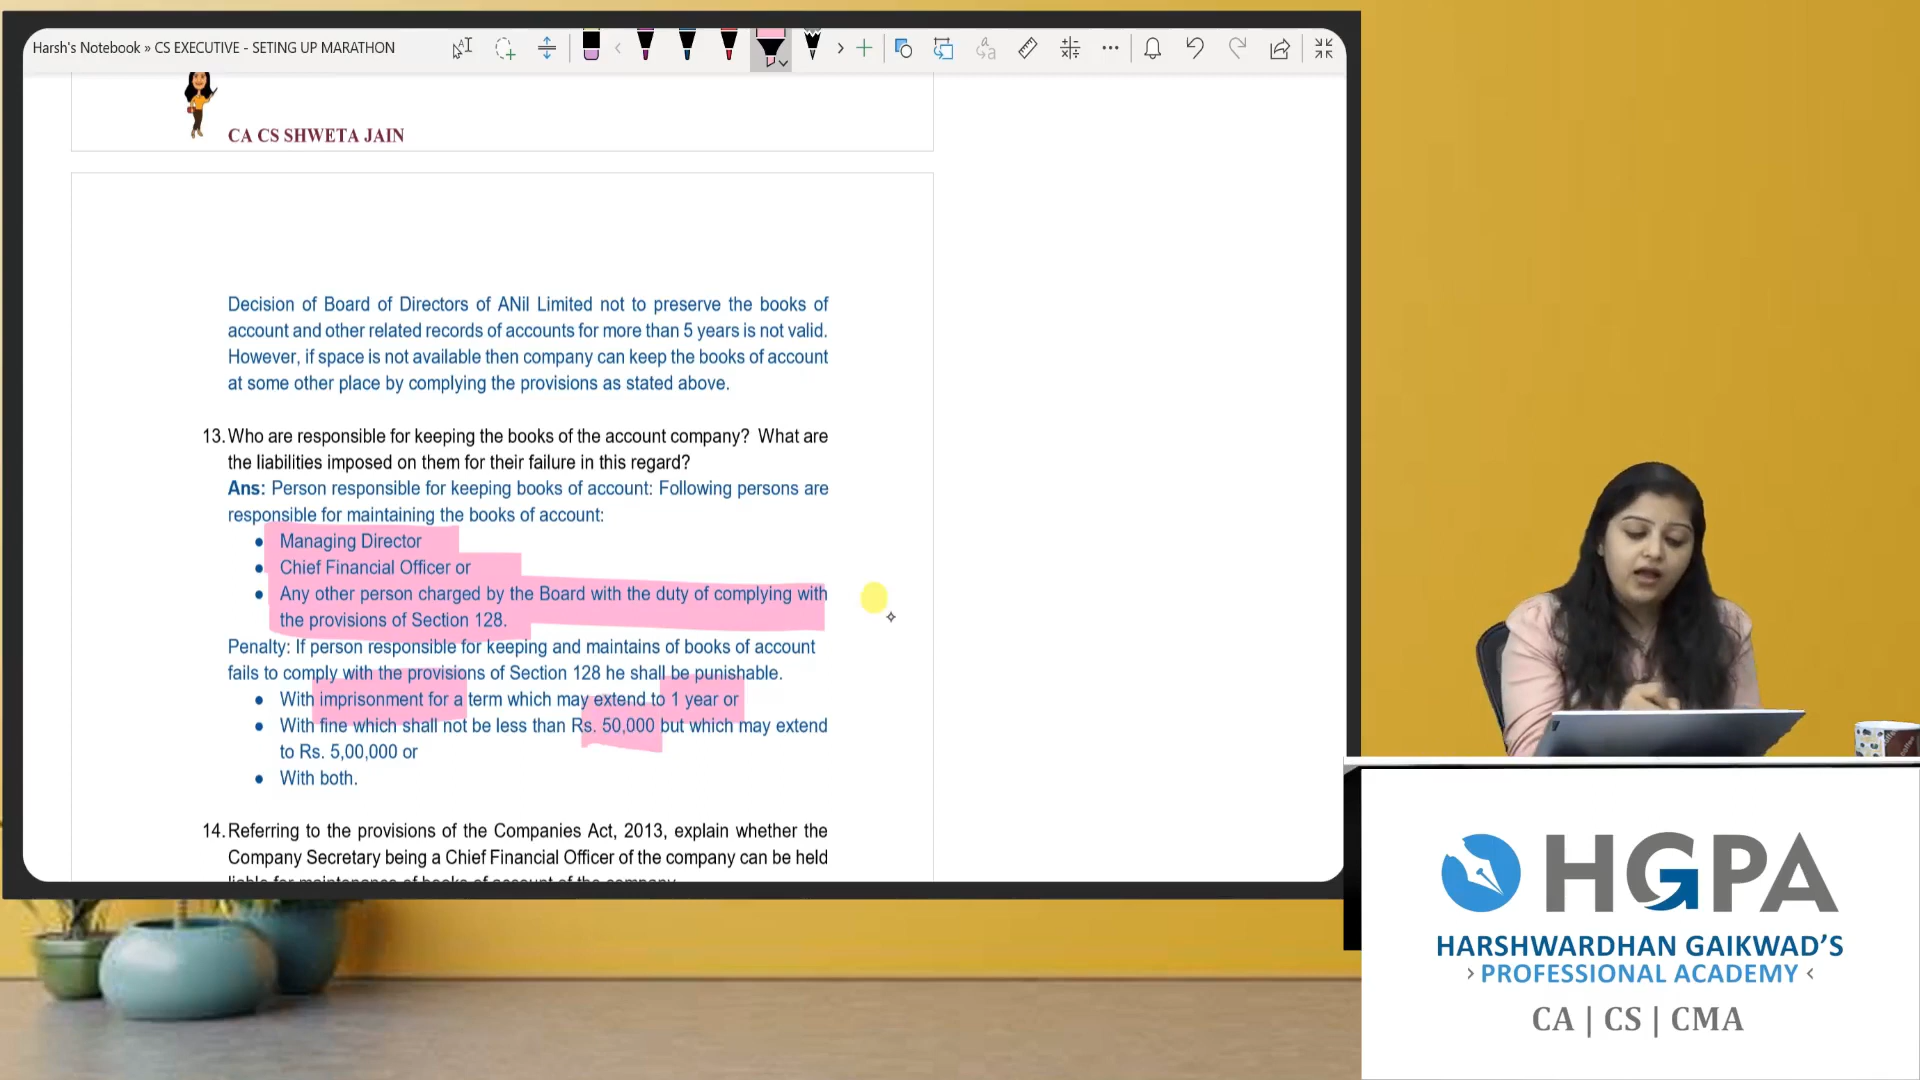 Harsh's Notebook » CS EXECUTIVE - SETING UP MARATHON
CA CS SHWETA JAIN
Decision of Board of Directors of ANil Limited not to preserve the books of
account and other related records of accounts for more than 5 years is not valid.
However, if space is not available then company can keep the books of account
at some other place by complying the provisions as stated above.
13. Who are responsible for keeping the books of the account company? What are
the liabilities imposed on them for their failure in this regard?
Ans: Person responsible for keeping books of account: Following persons are
responsible for maintaining the books of account:
● Managing Director
● Chief Financial Officer or
● Any other person charged by the Board with the duty of complying with
the provisions of Section 128.
Penalty: If person responsible for keeping and maintains of books of account
fails to comply with the provisions of Section 128 he shall be punishable.
● With imprisonment for a term which may extend to 1 year or
● With fine which shall not be less than Rs. 50,000 but which may extend
to Rs. 5,00,000 or
● With both.
14. Referring to the provisions of the Companies Act, 2013, explain whether the
Company Secretary being a Chief Financial Officer of the company can be held
liable for maintenance of books of account of the company.
HGPA
HARSHWARDHAN GAIKWAD'S
› PROFESSIONAL ACADEMY ‹
CA | CS | CMA